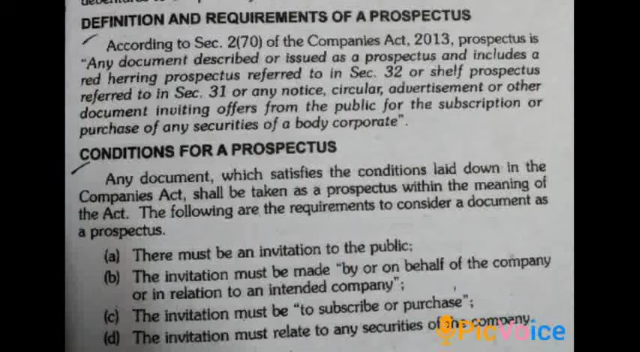 DEFINITION AND REQUIREMENTS OF A PROSPECTUS
According to Sec. 2(70) of the Companies Act, 2013, prospectus is
"Any document described or issued as a prospectus and includes a
red herring prospectus referred to in Sec. 32 or shelf prospectus
referred to in Sec. 31 or any notice, circular, advertisement or other
document inviting offers from the public for the subscription or
purchase of any securities of a body corporate".
CONDITIONS FOR A PROSPECTUS
Any document, which satisfies the conditions laid down in the
Companies Act, shall be taken as a prospectus within the meaning of
the Act. The following are the requirements to consider a document as
a prospectus.
(a) There must be an invitation to the public;
(b) The invitation must be made "by or on behalf of the company
or in relation to an intended company";
(c) The invitation must be "to subscribe or purchase";
(d) The invitation must relate to any securities of the company.
PicVoice